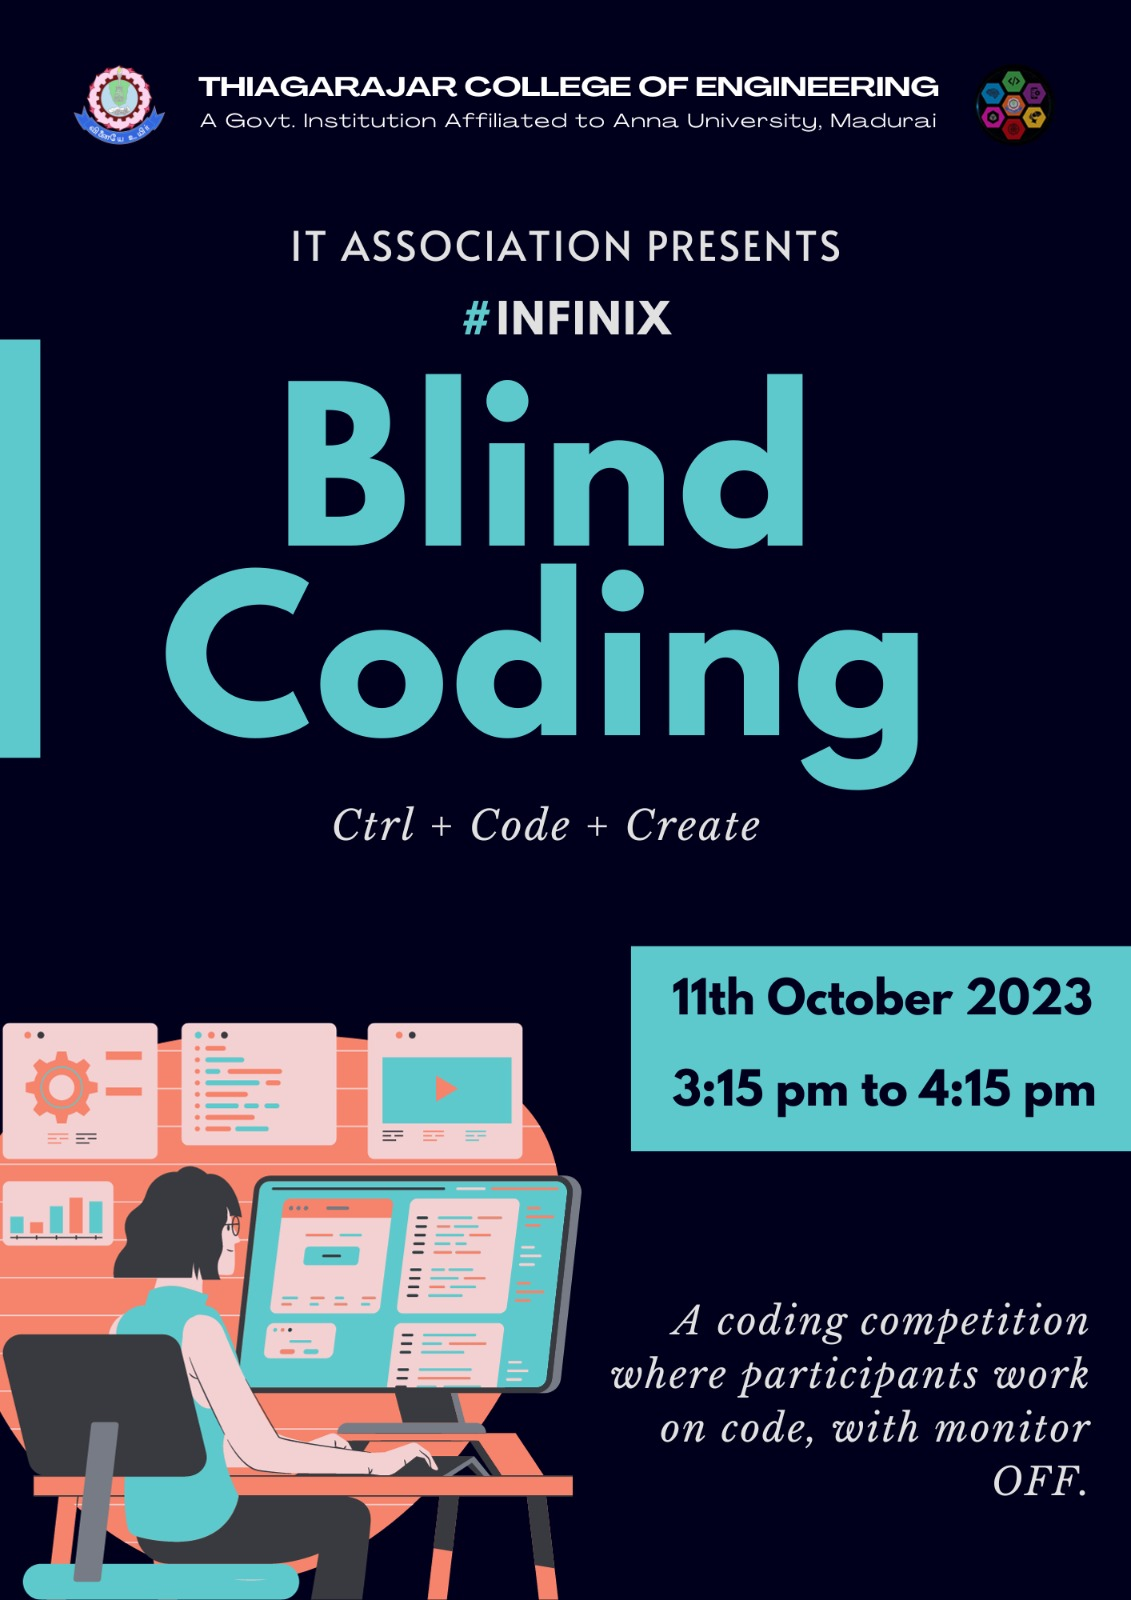 THIAGARAJAR COLLEGE OF ENGINEERING
A Govt. Institution Affiliated to Anna University, Madurai
IT ASSOCIATION PRESENTS
#INFINIX
Blind
Coding
Ctrl + Code + Create
11th October 2023
3:15 pm to 4:15 pm
A coding competition
where participants work
on code, with monitor
OFF.